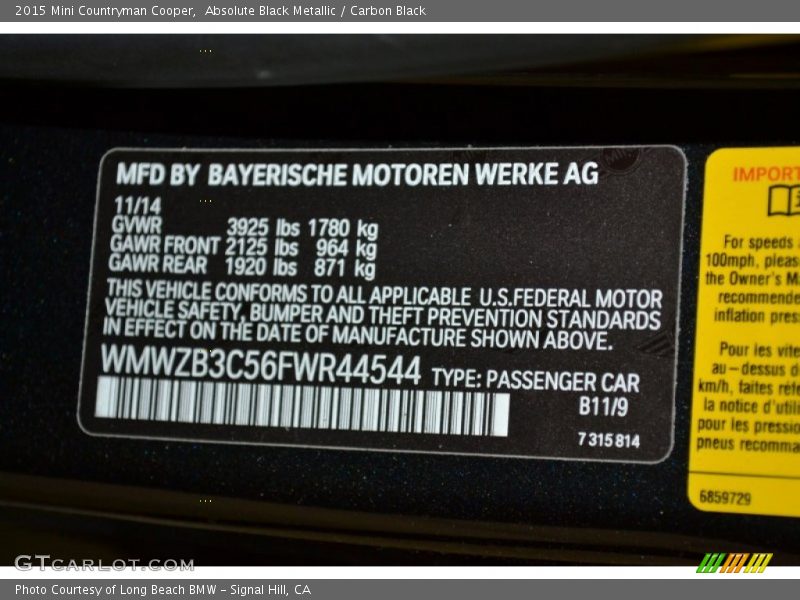 2015 Mini Countryman Cooper,  Absolute Black Metallic / Carbon Black
MFD BY BAYERISCHE MOTOREN WERKE AG
11/14
GVWR 3925 lbs 1780 kg
GAWR FRONT 2125 lbs 964 kg
GAWR REAR 1920 lbs 871 kg
THIS VEHICLE CONFORMS TO ALL APPLICABLE U.S.FEDERAL MOTOR
VEHICLE SAFETY, BUMPER AND THEFT PREVENTION STANDARDS
IN EFFECT ON THE DATE OF MANUFACTURE SHOWN ABOVE.
WMWZB3C56FWR44544 TYPE: PASSENGER CAR
B11/9
7 315 814
IMPORT
For speeds
100mph, pleas
the Owner's M
recommende
inflation pres
Pour les vite
au-dessus d
km/h, faites réfé
la notice d'utili
pour les pressio
pneus recomma
6859729
GTcarlot.com
Photo Courtesy of Long Beach BMW - Signal Hill, CA